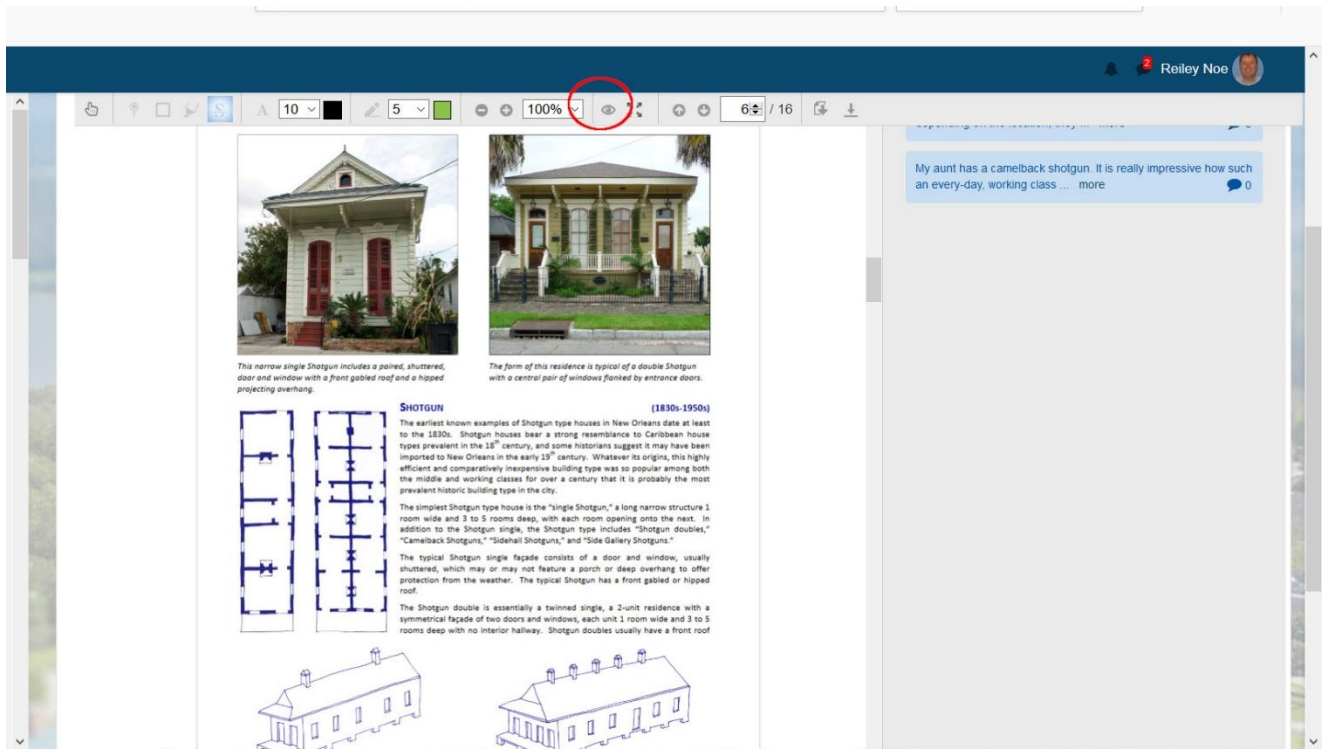 2
Reiley Noe
A 10 5 100% 6 / 16
more
My aunt has a camelback shotgun. It is really impressive how such
an every-day, working class ... more 0
This narrow single Shotgun includes a paired, shuttered,
door and window with a front gabled roof and a hipped
projecting overhang.
The form of this residence is typical of a double Shotgun
with a central pair of windows flanked by entrance doors.
SHOTGUN (1830s-1950s)
The earliest known examples of Shotgun type houses in New Orleans date at least
to the 1830s. Shotgun houses bear a strong resemblance to Caribbean house
types prevalent in the 18th century, and some historians suggest it may have been
imported to New Orleans in the early 19th century. Whatever its origins, this highly
efficient and comparatively inexpensive building type was so popular among both
the middle and working classes for over a century that it is probably the most
prevalent historic building type in the city.
The simplest Shotgun type house is the “single Shotgun,” a long narrow structure 1
room wide and 3 to 5 rooms deep, with each room opening onto the next. In
addition to the Shotgun single, the Shotgun type includes “Shotgun doubles,”
“Camelback Shotguns,” “Sidehall Shotguns,” and “Side Gallery Shotguns.”
The typical Shotgun single façade consists of a door and window, usually
shuttered, which may or may not feature a porch or deep overhang to offer
protection from the weather. The typical Shotgun has a front gabled or hipped
roof.
The Shotgun double is essentially a twinned single, a 2-unit residence with a
symmetrical façade of two doors and windows, each unit 1 room wide and 3 to 5
rooms deep with no interior hallway. Shotgun doubles usually have a front roof